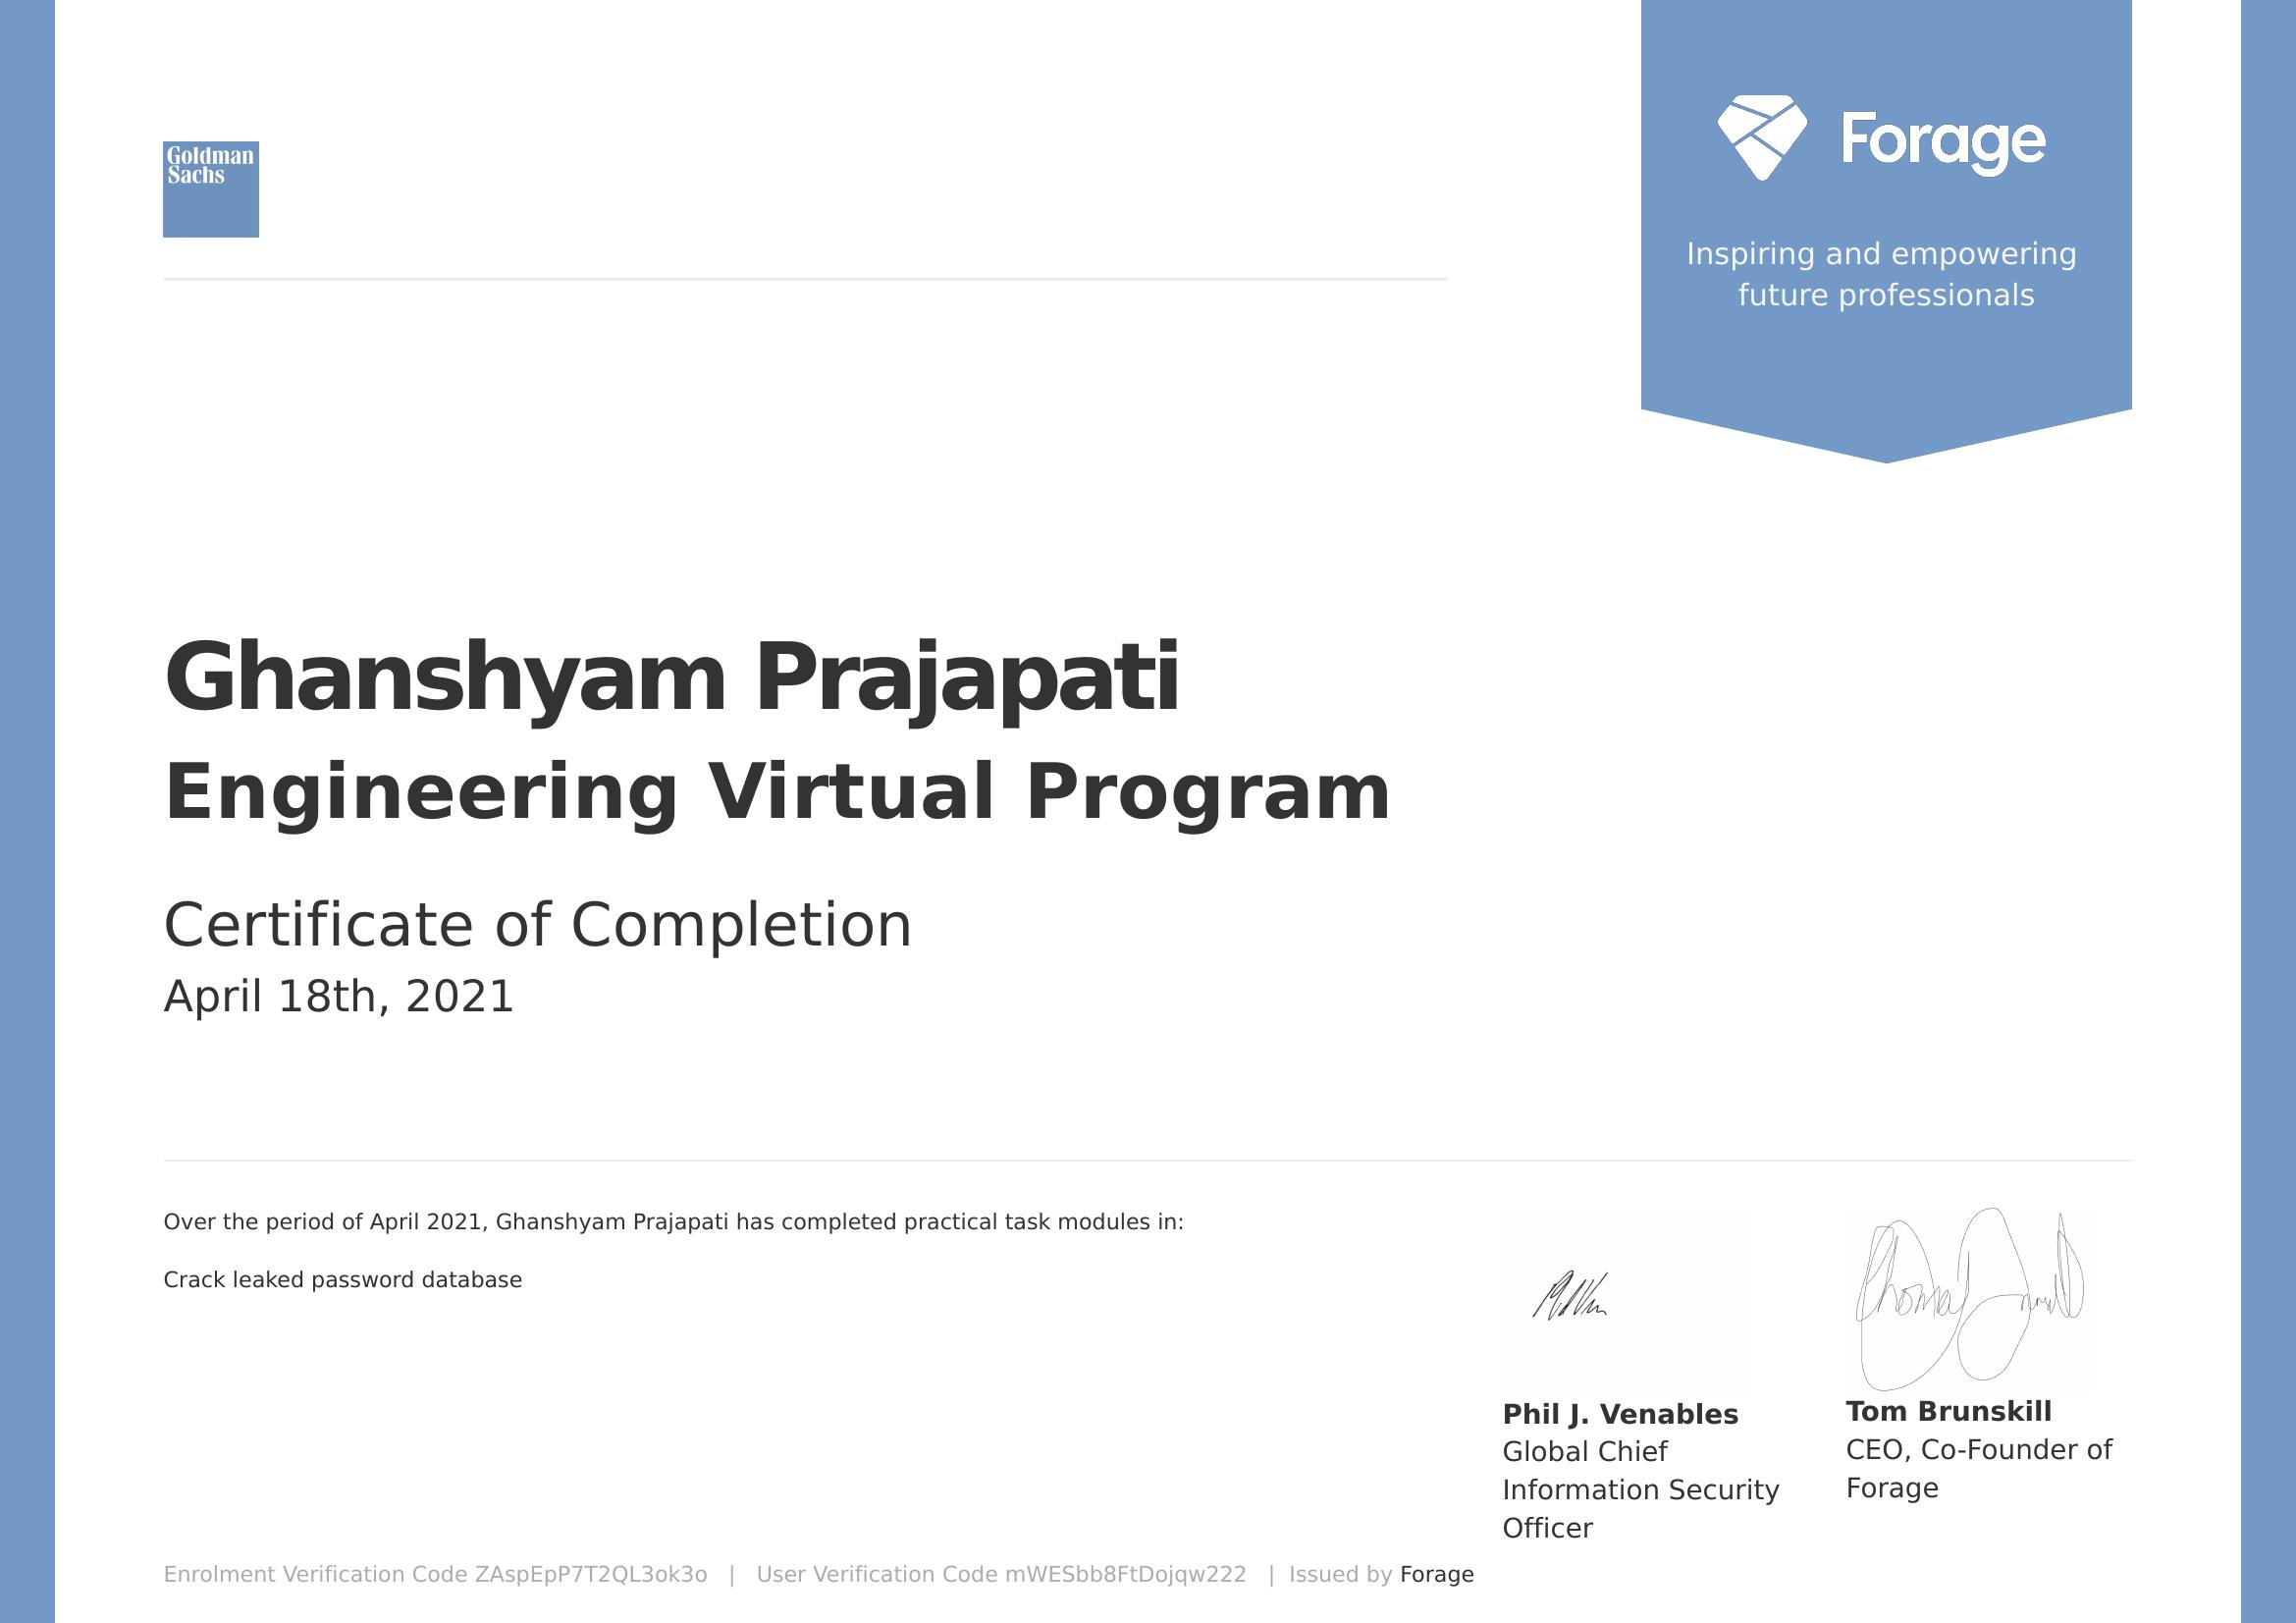 Goldman
Sachs
Forage
Inspiring and empowering
future professionals
Ghanshyam Prajapati
Engineering Virtual Program
Certificate of Completion
April 18th, 2021
Over the period of April 2021, Ghanshyam Prajapati has completed practical task modules in:
Crack leaked password database
Phil J. Venables
Global Chief
Information Security
Officer
Tom Brunskill
CEO, Co-Founder of
Forage
Enrolment Verification Code ZAspEpP7T2QL3ok3o | User Verification Code mWESbb8FtDojqw222 | Issued by Forage